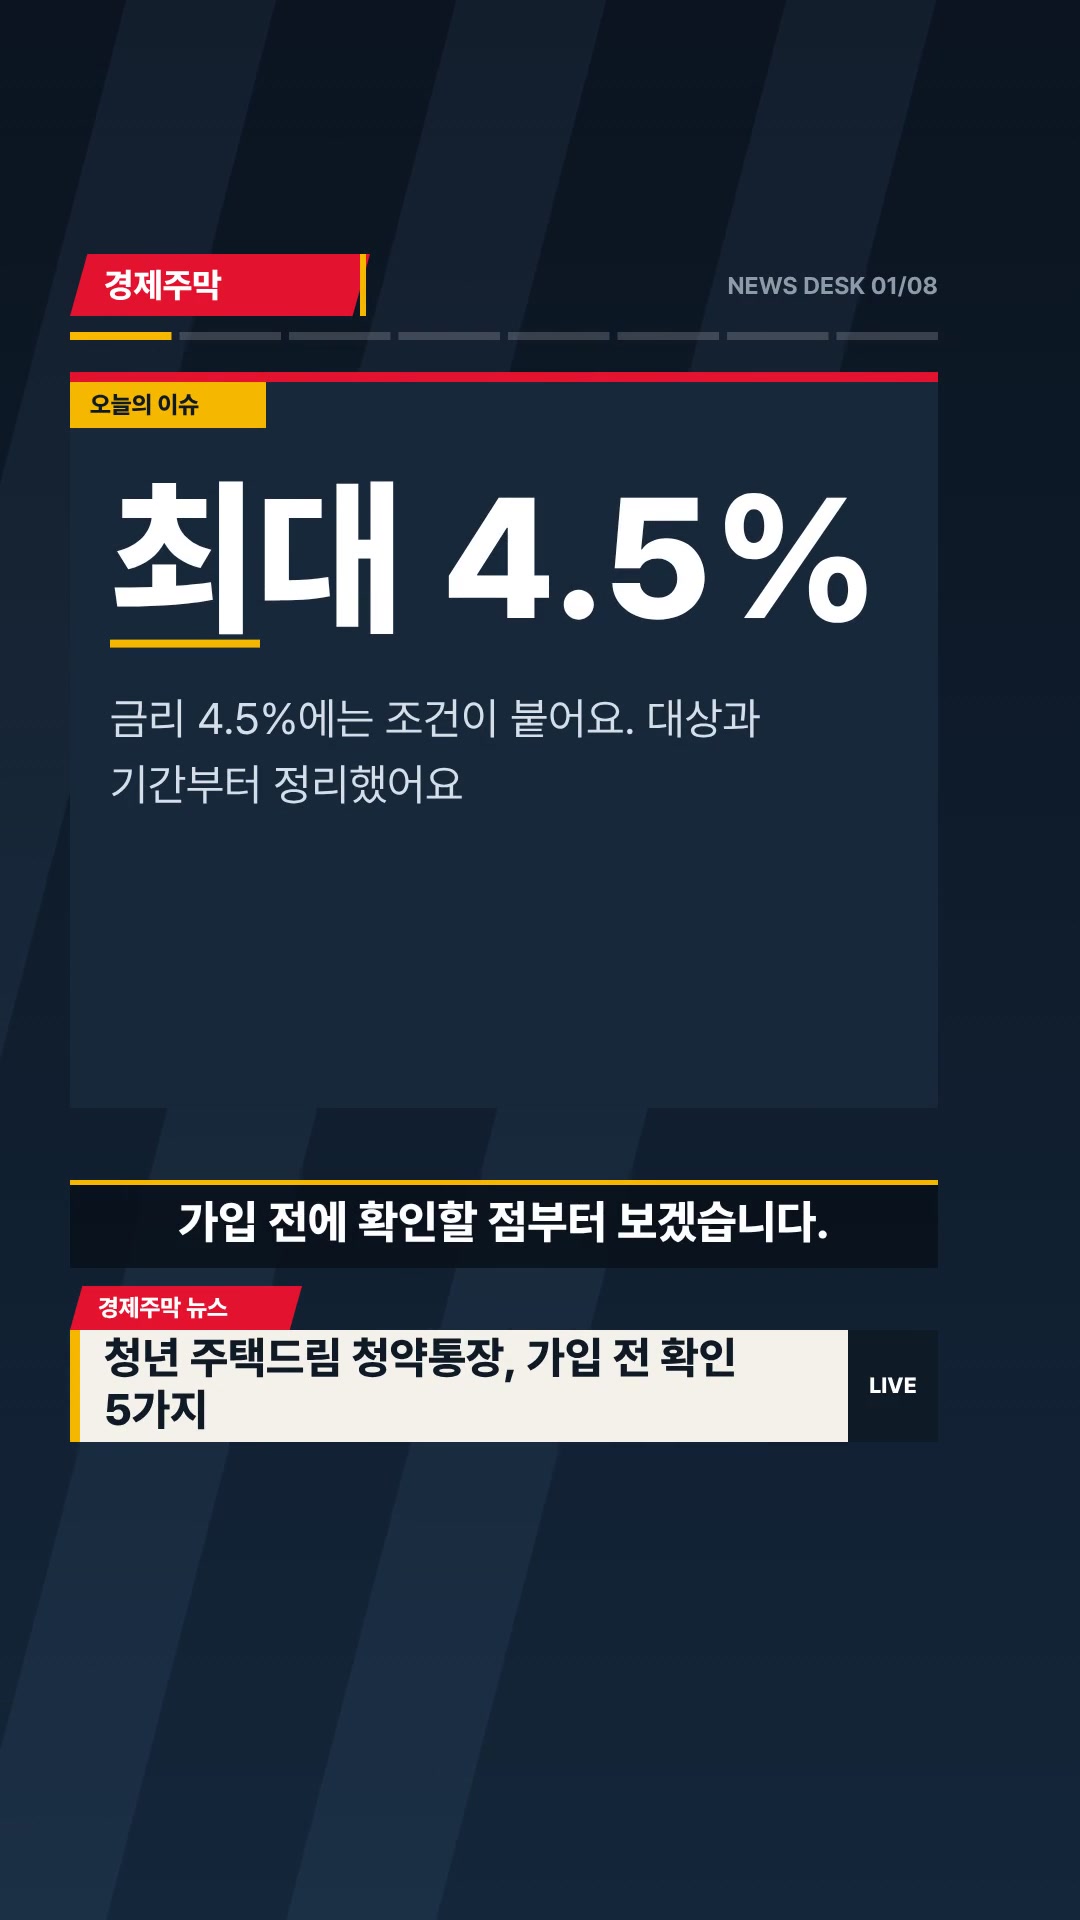 경제주막
NEWS DESK 01/08
오늘의 이슈
최대 4.5%
금리 4.5%에는 조건이 붙어요. 대상과
기간부터 정리했어요
가입 전에 확인할 점부터 보겠습니다.
경제주막 뉴스
청년 주택드림 청약통장, 가입 전 확인
5가지
LIVE